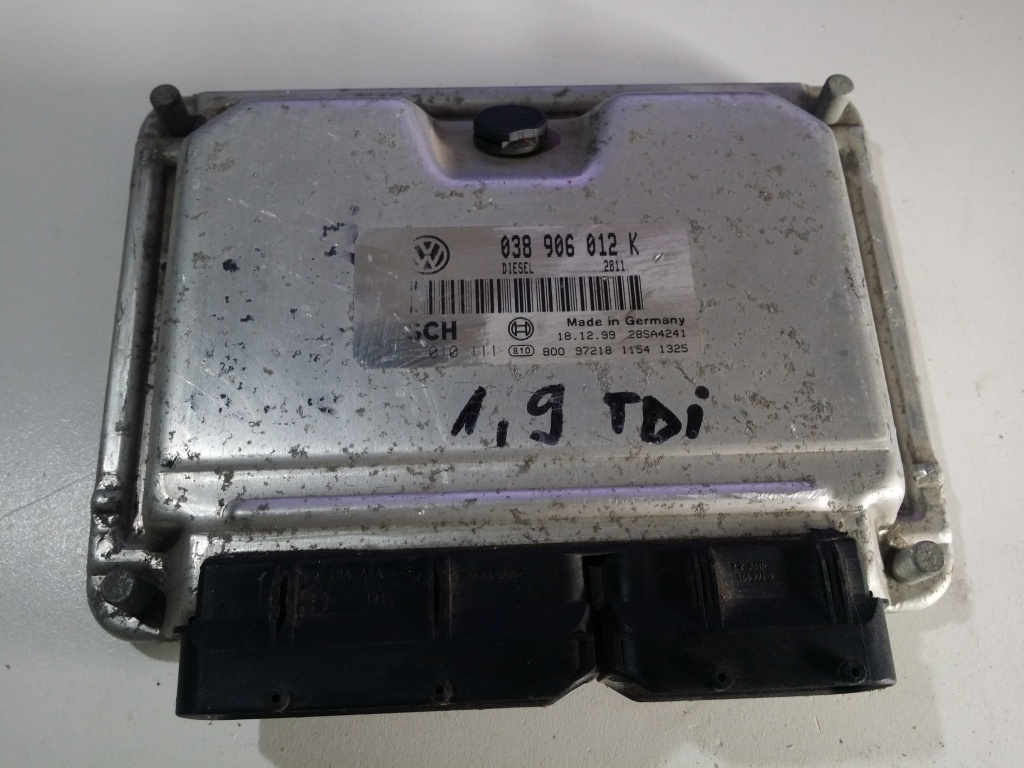 038 906 012 K
DIESEL 2811
SCH Made in Germany
18.12.99 28SA4241
010 111 810 800 97218 1154 1325
1,9 TDi